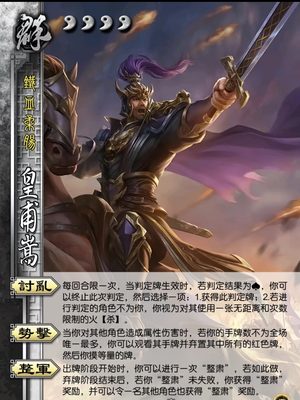 群
鐵血柔腸
皇甫嵩
討亂
每回合限一次，当判定牌生效时，若判定结果为♠，你可
以终止此次判定，然后选择一项：1.获得此判定牌；2.若进
行判定的角色不为你，你视为对其使用一张无距离和次数
限制的火【杀】。
勢擊
当你对其他角色造成属性伤害时，若你的手牌数不为全场
唯一最多，你可以观看其手牌并弃置其中所有的红色牌，
然后你摸等量的牌。
整軍
出牌阶段开始时，你可以进行一次“整肃”，若如此做，
弃牌阶段结束后，若你“整肃”未失败，你获得“整肃”
奖励，并可以令一名其他角色也获得“整肃”奖励。